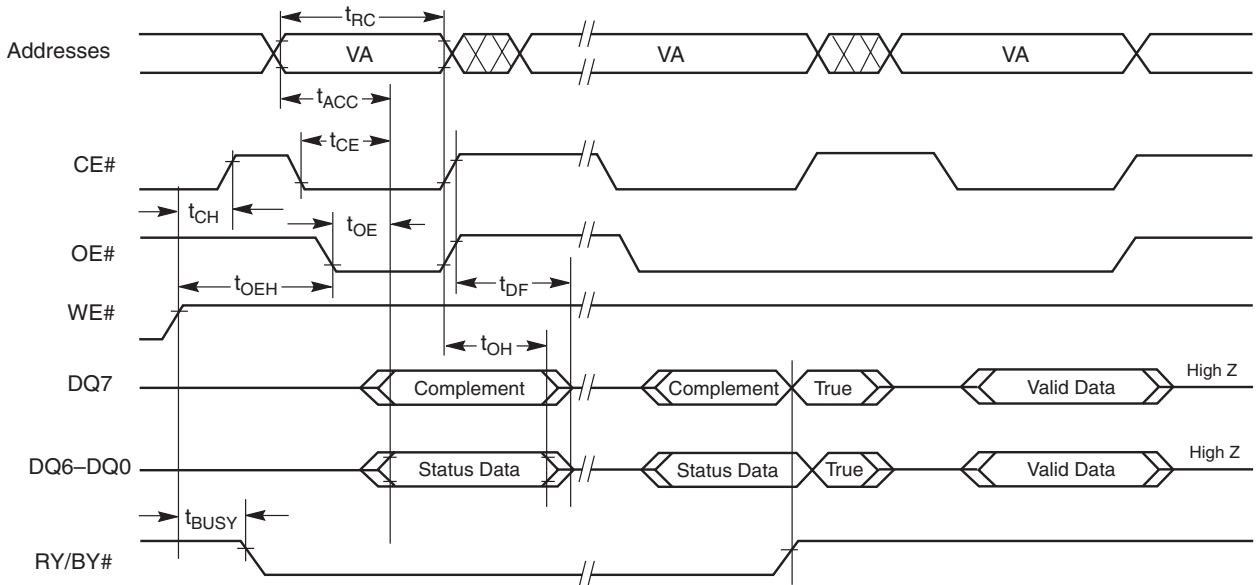 tRC
Addresses VA VA VA
tACC
CE# tCE
tCH tOE
OE#
tOEH tDF
WE#
tOH
DQ7 Complement Complement True Valid Data High Z
DQ6–DQ0 Status Data Status Data True Valid Data High Z
tBUSY
RY/BY#